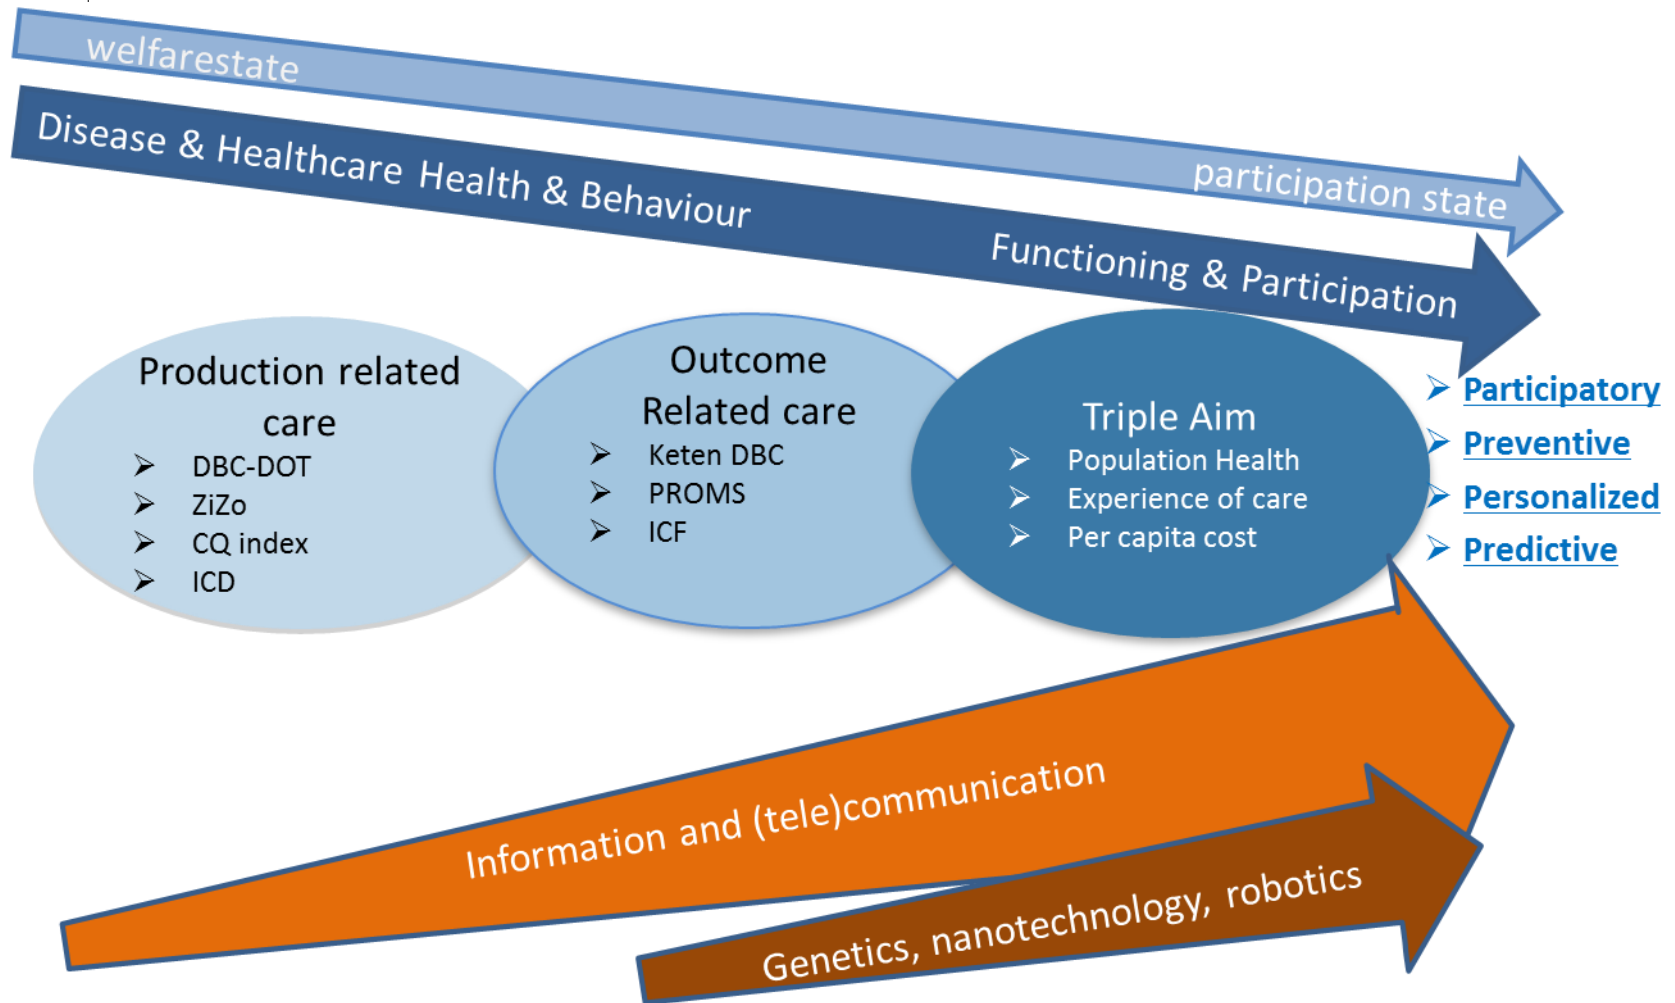 welfarestate
participation state
Disease & Healthcare Health & Behaviour
Functioning & Participation
Production related
care
DBC-DOT
ZiZo
CQ index
ICD
Outcome
Related care
Keten DBC
PROMS
ICF
Triple Aim
Population Health
Experience of care
Per capita cost
Participatory
Preventive
Personalized
Predictive
Information and (tele)communication
Genetics, nanotechnology, robotics